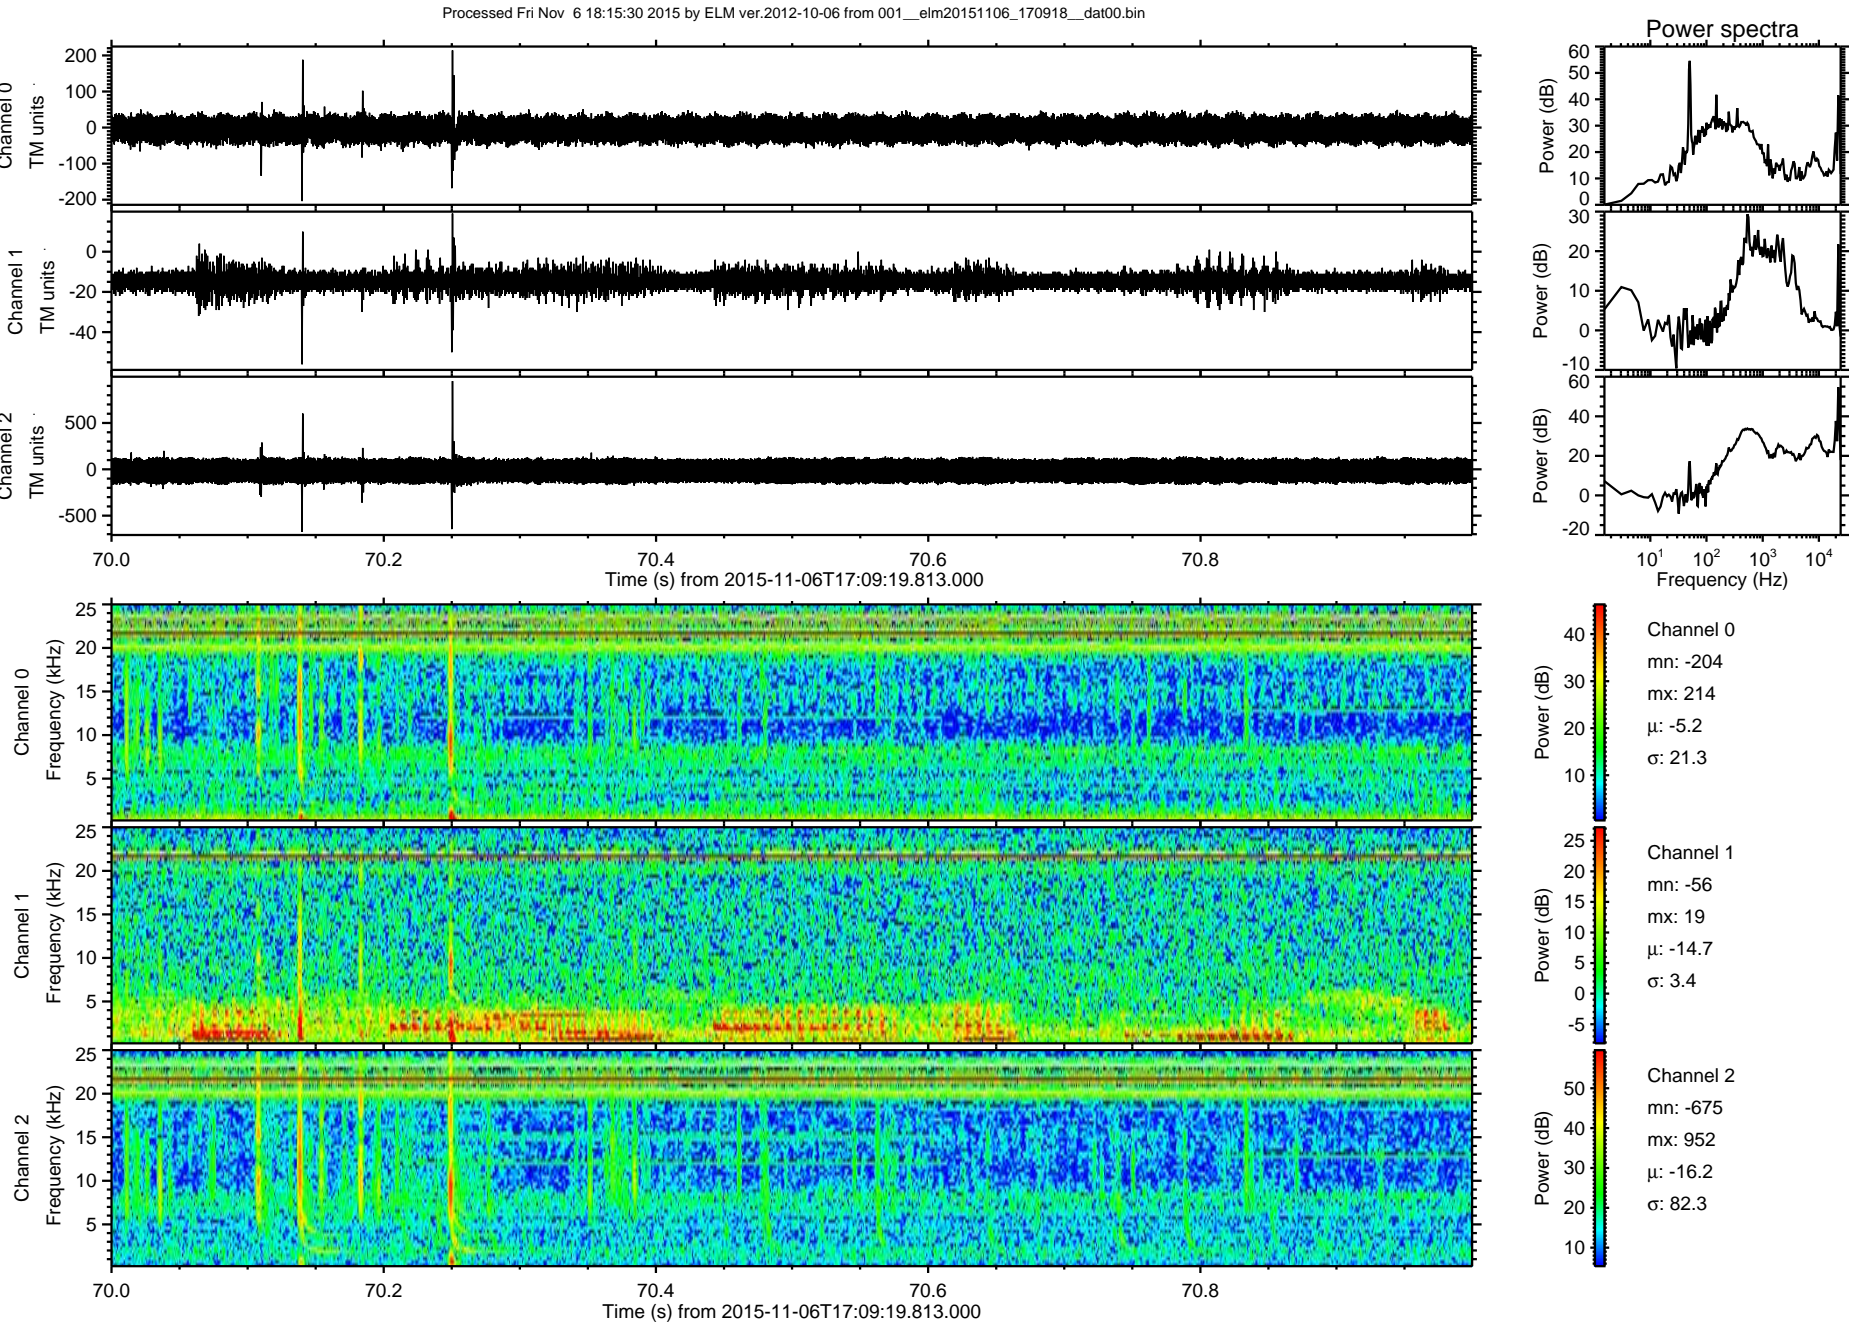 Processed Fri Nov  6 18:15:30 2015 by ELM ver.2012-10-06 from 001__elm20151106_170918__dat00.bin
Power spectra
Channel 0
TM units
200
100
0
-100
-200
Power (dB)
60
50
40
30
20
10
0
Channel 1
TM units
0
-20
-40
Power (dB)
30
20
10
0
-10
Channel 2
TM units
500
0
-500
Power (dB)
60
40
20
0
-20
70.0 70.2 70.4 70.6 70.8
Time (s) from 2015-11-06T17:09:19.813.000
10¹ 10² 10³ 10⁴
Frequency (Hz)
Channel 0
Frequency (kHz)
25
20
15
10
5
Power (dB)
40
30
20
10
Channel 0
mn: -204
mx: 214
μ: -5.2
σ: 21.3
Channel 1
Frequency (kHz)
25
20
15
10
5
Power (dB)
25
20
15
10
5
0
-5
Channel 1
mn: -56
mx: 19
μ: -14.7
σ: 3.4
Channel 2
Frequency (kHz)
25
20
15
10
5
Power (dB)
50
40
30
20
10
Channel 2
mn: -675
mx: 952
μ: -16.2
σ: 82.3
70.0 70.2 70.4 70.6 70.8
Time (s) from 2015-11-06T17:09:19.813.000